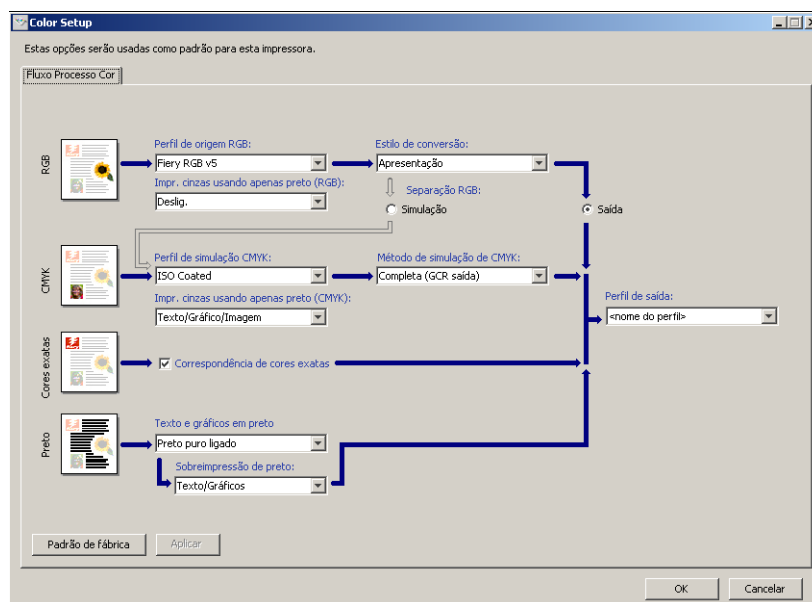 Color Setup
Estas opções serão usadas como padrão para esta impressora.
Fluxo Processo Cor
RGB
Perfil de origem RGB:
Fiery RGB v5
Estilo de conversão:
Apresentação
Impr. cinzas usando apenas preto (RGB):
Deslig.
Separação RGB:
Simulação
Saída
CMYK
Perfil de simulação CMYK:
ISO Coated
Método de simulação de CMYK:
Completa (GCR saída)
Impr. cinzas usando apenas preto (CMYK):
Texto/Gráfico/Imagem
Perfil de saída:
<nome do perfil>
Cores exatas
Correspondência de cores exatas
Preto
Texto e gráficos em preto
Preto puro ligado
Sobreimpressão de preto:
Texto/Gráficos
Padrão de fábrica
Aplicar
OK
Cancelar